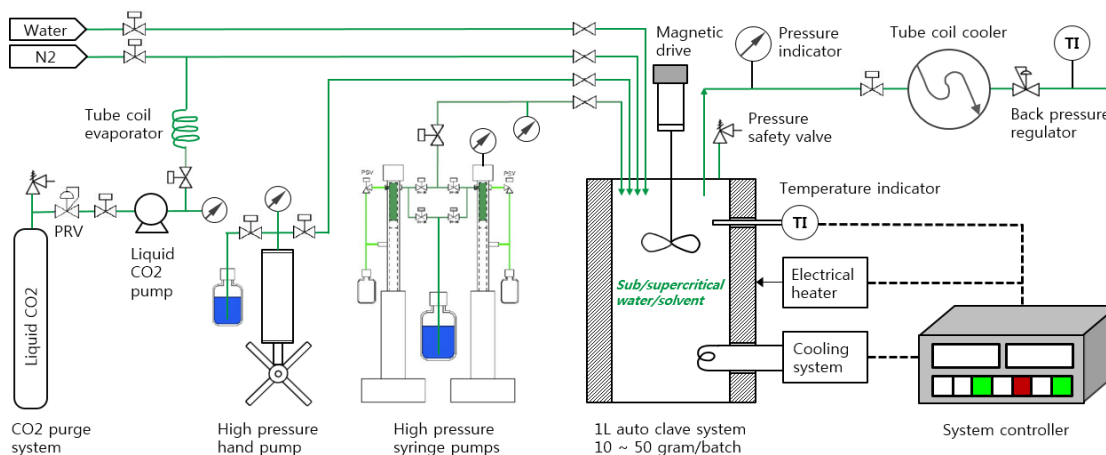 Water
N2
Magnetic
drive
Pressure
indicator
Tube coil cooler
TI
Tube coil
evaporator
Pressure
safety valve
Back pressure
regulator
PSV
PSV
PRV
Liquid
CO2
pump
Liquid CO2
Temperature indicator
TI
Sub/supercritical
water/solvent
Electrical
heater
Cooling
system
CO2 purge
system
High pressure
hand pump
High pressure
syringe pumps
1L auto clave system
10 ~ 50 gram/batch
System controller